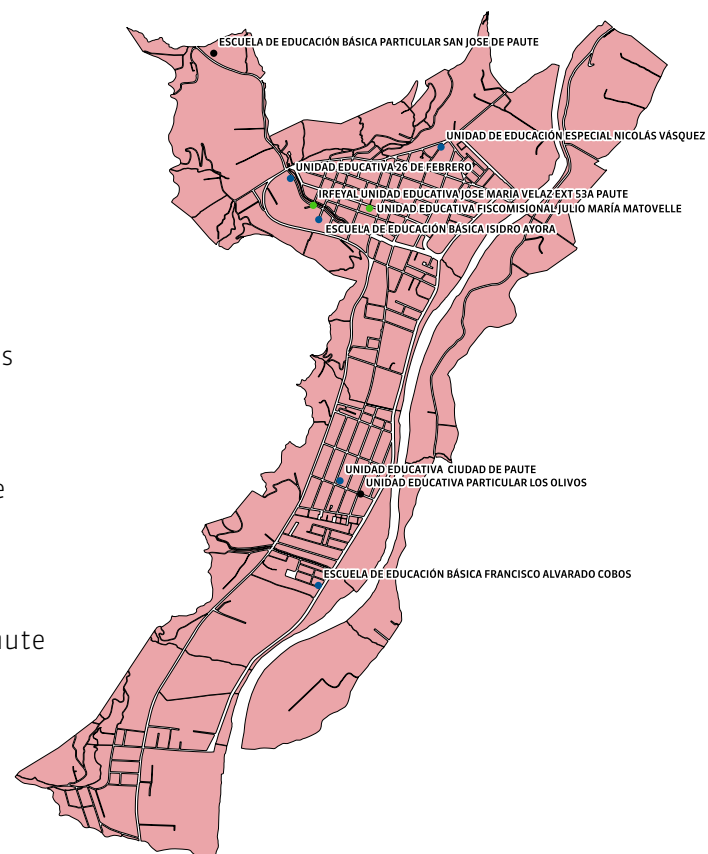 ESCUELA DE EDUCACIÓN BÁSICA PARTICULAR SAN JOSE DE PAUTE
UNIDAD DE EDUCACIÓN ESPECIAL NICOLÁS VÁSQUEZ
UNIDAD EDUCATIVA 26 DE FEBRERO
IRFEYAL UNIDAD EDUCATIVA JOSE MARÍA VELAZ EXT 53A PAUTE
UNIDAD EDUCATIVA FISCOMISIONAL JULIO MARÍA MATOVELLE
ESCUELA DE EDUCACIÓN BÁSICA ISIDRO AYORA
s
UNIDAD EDUCATIVA CIUDAD DE PAUTE
UNIDAD EDUCATIVA PARTICULAR LOS OLIVOS
e
ESCUELA DE EDUCACIÓN BÁSICA FRANCISCO ALVARADO COBOS
ute